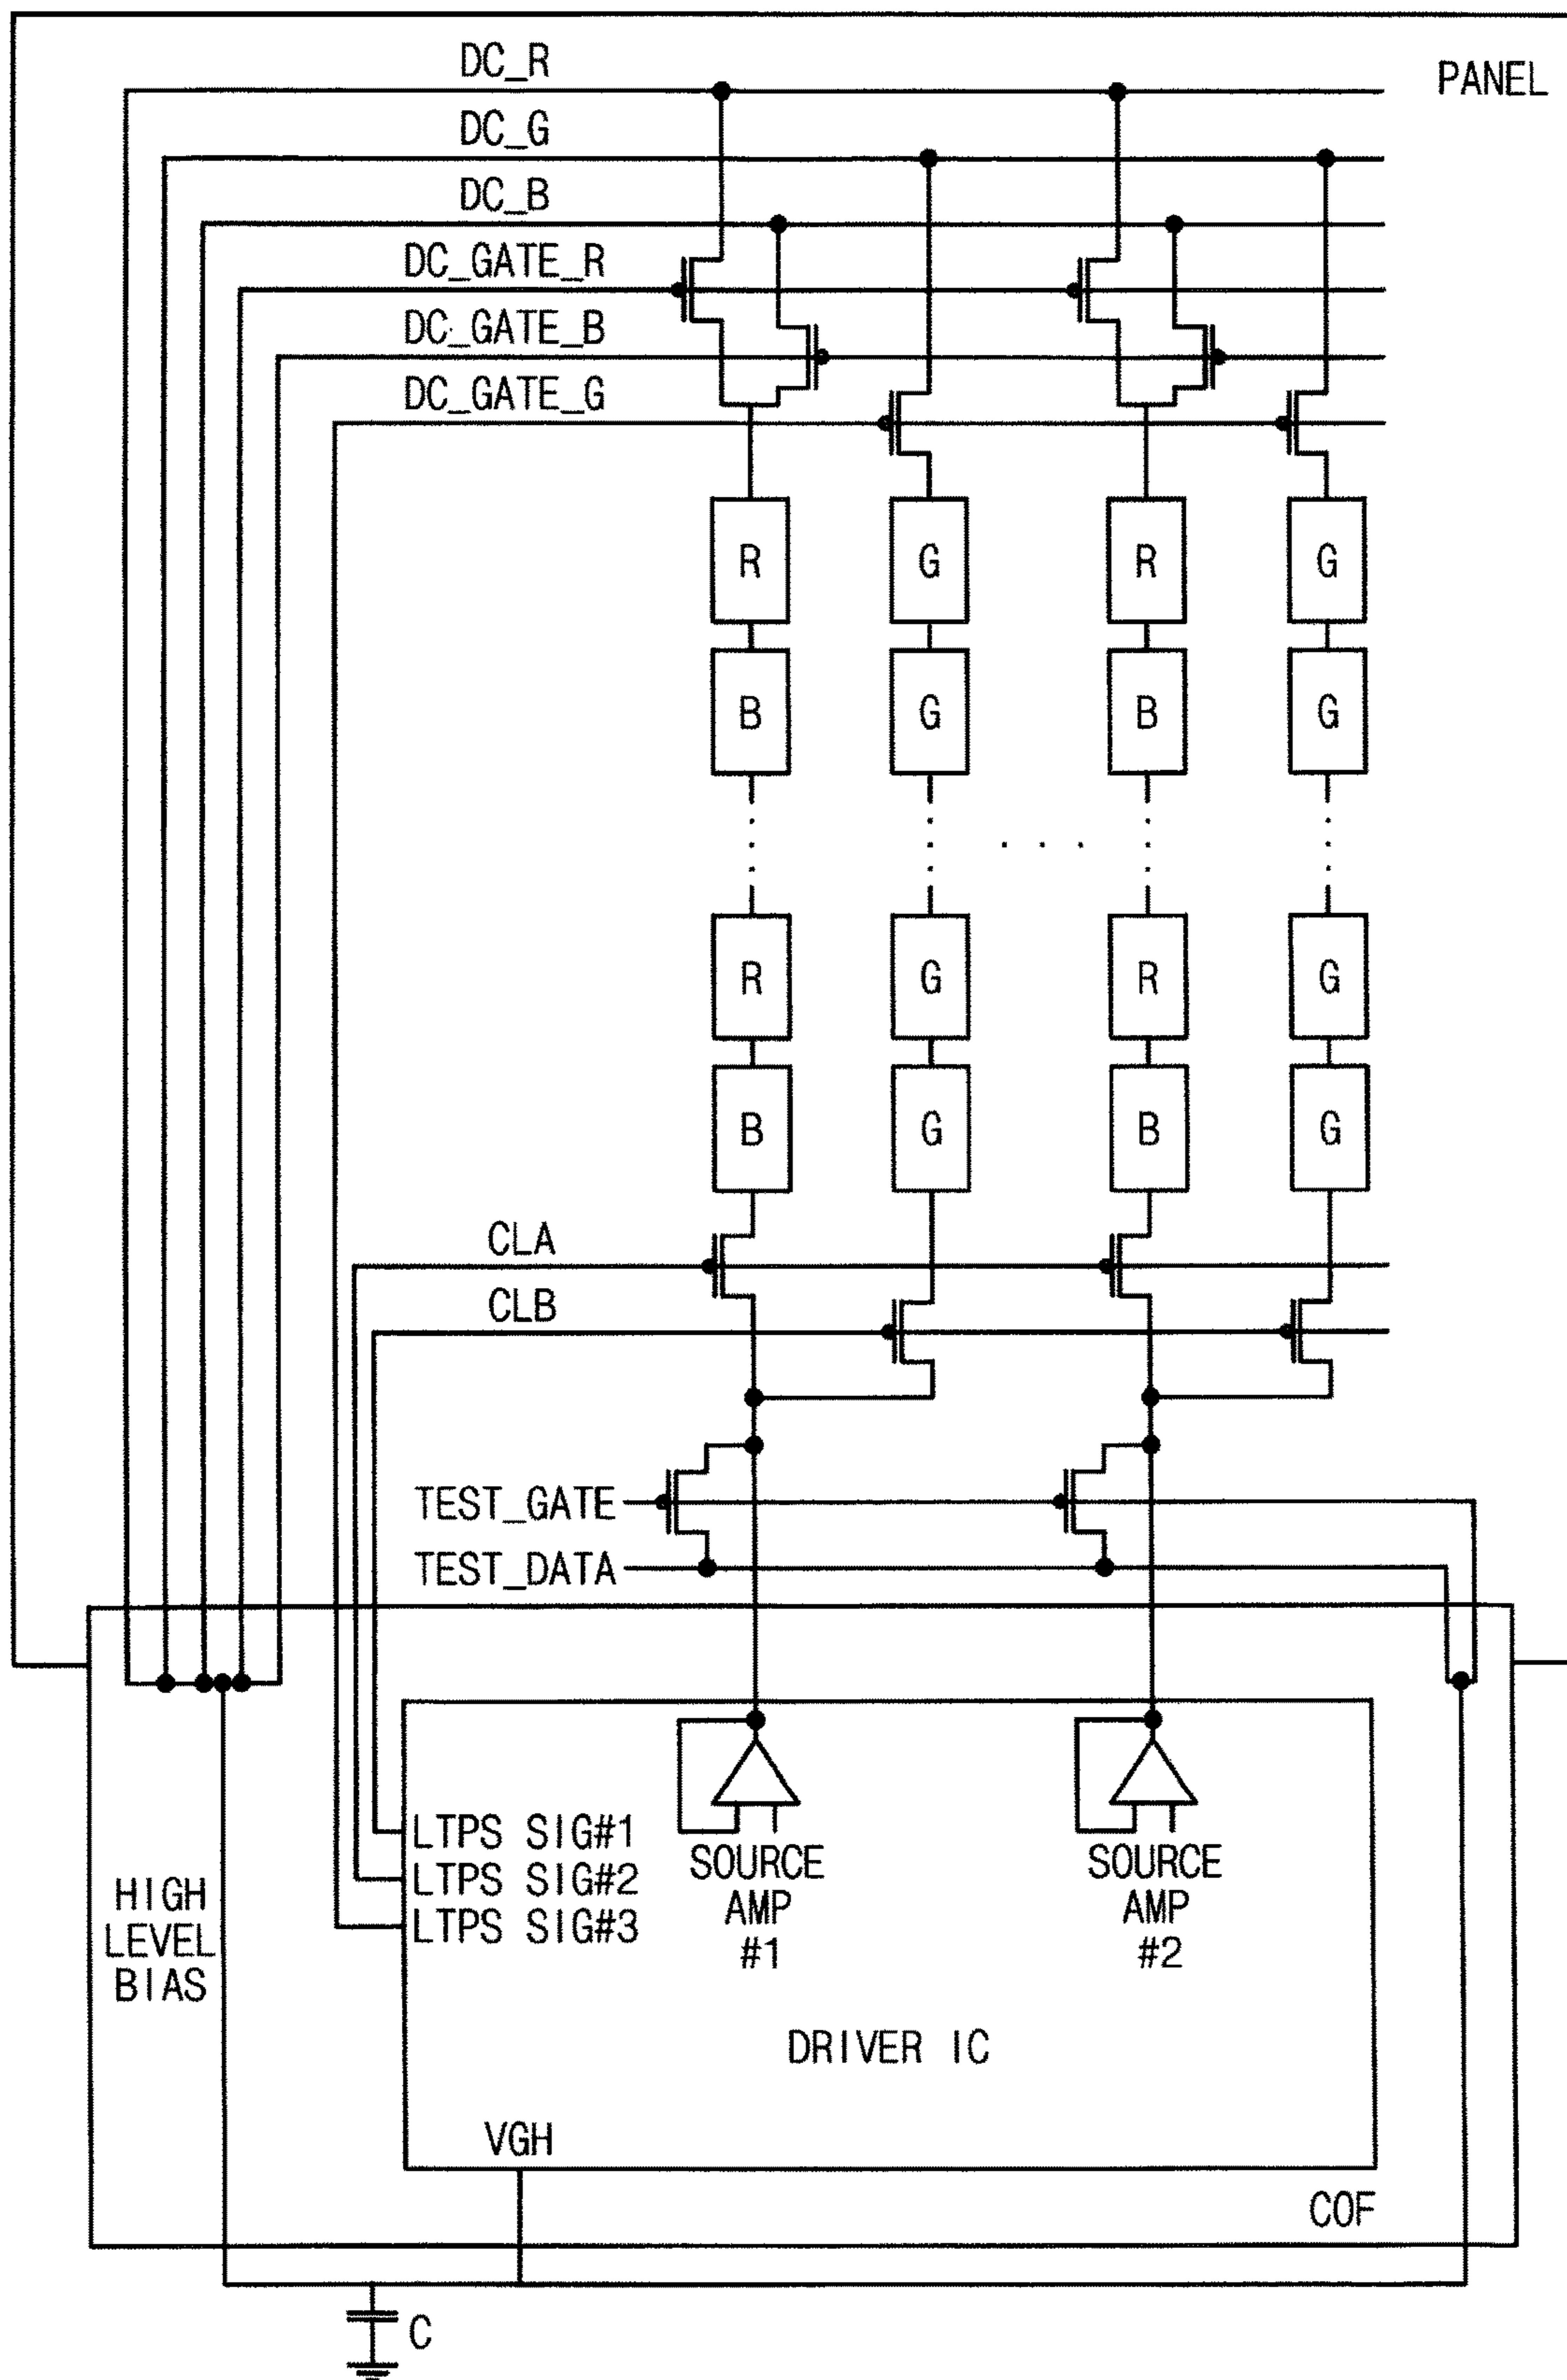 DC_R
PANEL
DC_G
DC_B
DC_GATE_R
DC_GATE_B
DC_GATE_G
R G R G
B G B G
R G R G
B G B G
CLA
CLB
TEST_GATE
TEST_DATA
LTPS SIG#1
LTPS SIG#2
LTPS SIG#3
SOURCE
AMP
#1
SOURCE
AMP
#2
HIGH
LEVEL
BIAS
DRIVER IC
VGH
COF
C